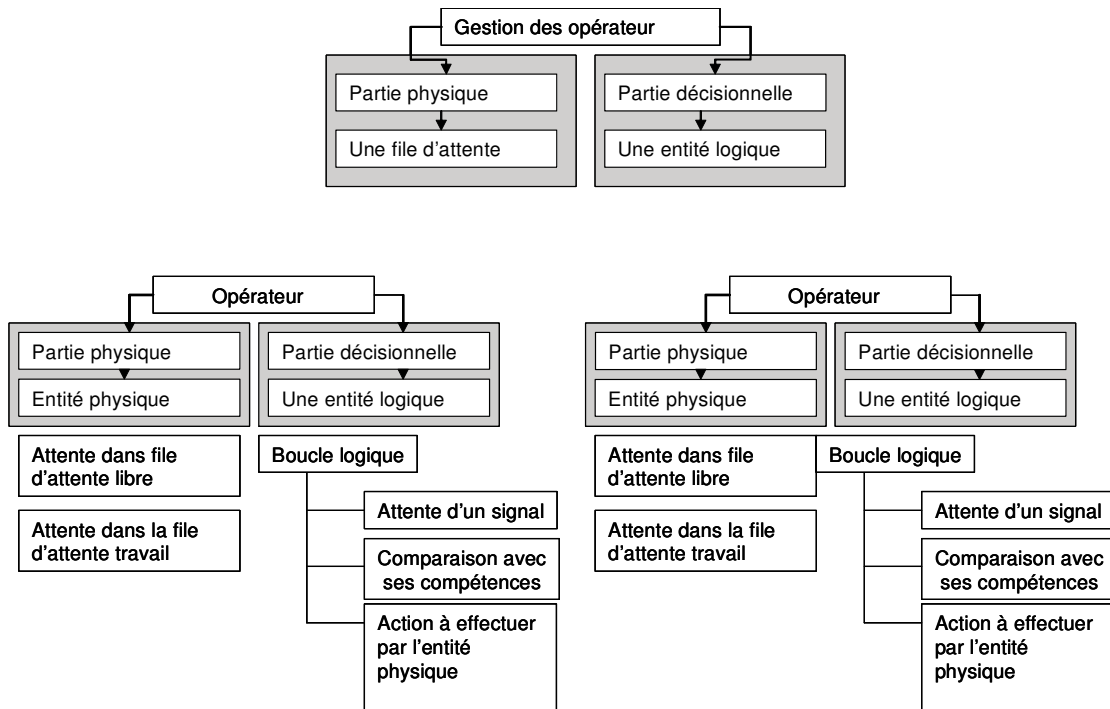 Gestion des opérateur
Partie physique
Une file d'attente
Partie décisionnelle
Une entité logique
Opérateur
Partie physique
Entité physique
Partie décisionnelle
Une entité logique
Attente dans file
d'attente libre
Attente dans la file
d'attente travail
Boucle logique
Attente d'un signal
Comparaison avec
ses compétences
Action à effectuer
par l'entité
physique
Opérateur
Partie physique
Entité physique
Partie décisionnelle
Une entité logique
Attente dans file
d'attente libre
Attente dans la file
d'attente travail
Boucle logique
Attente d'un signal
Comparaison avec
ses compétences
Action à effectuer
par l'entité
physique